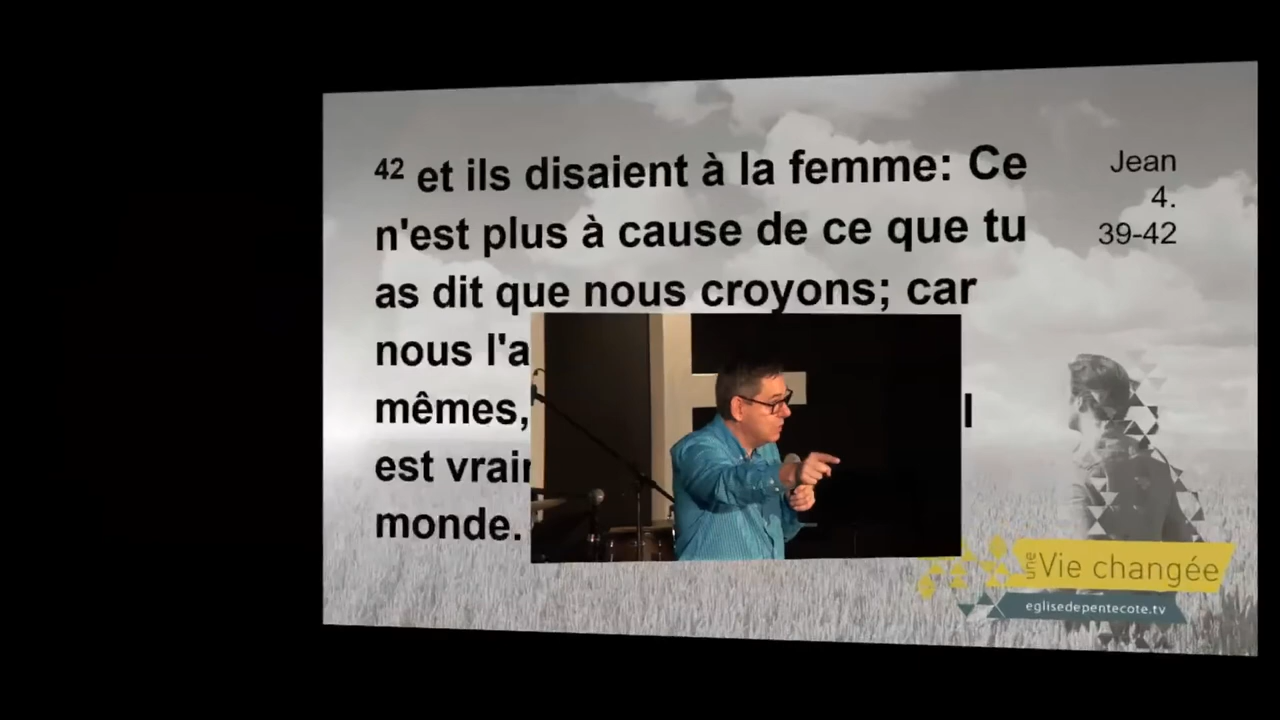 42 et ils disaient à la femme: Ce
n'est plus à cause de ce que tu
as dit que nous croyons; car
nous l'a
mêmes,
est vrai
monde.
Jean
4.
39-42
une
Vie changée
eglisedepentecote.tv